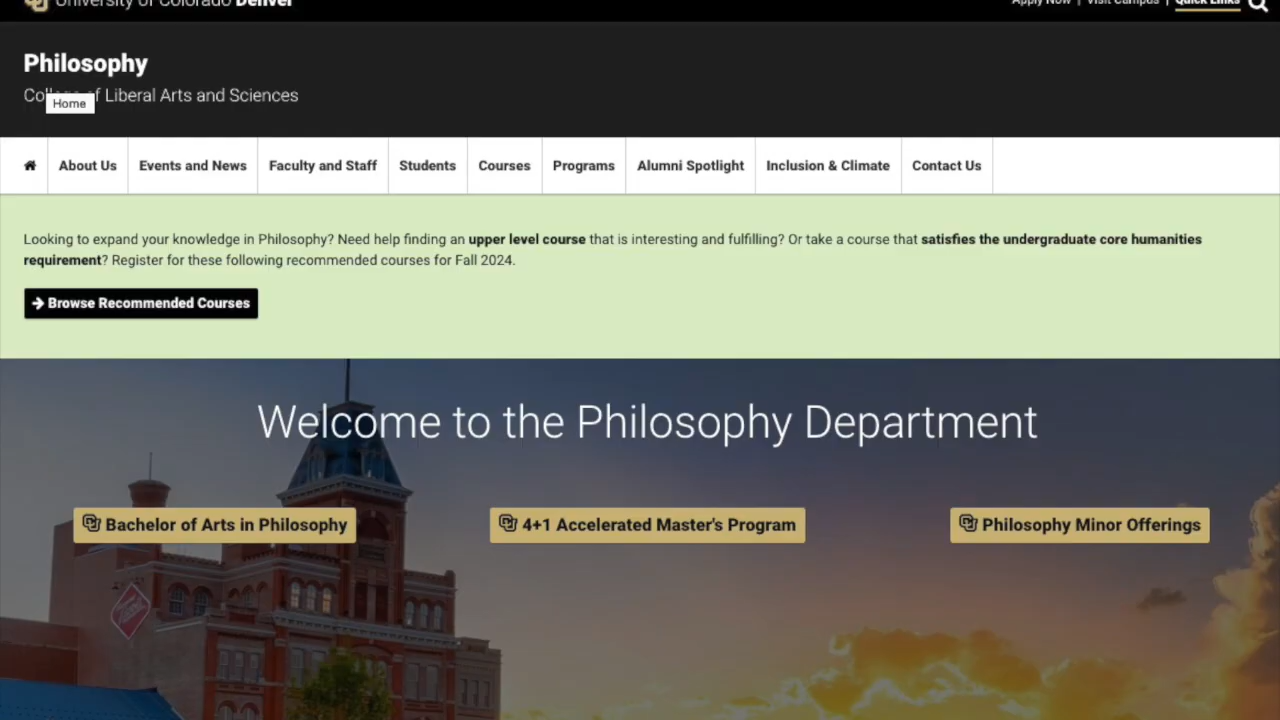 University of Colorado Denver
Apply Now | Visit Campus | Quick Links
Philosophy
College of Liberal Arts and Sciences
Home
About Us
Events and News
Faculty and Staff
Students
Courses
Programs
Alumni Spotlight
Inclusion & Climate
Contact Us
Looking to expand your knowledge in Philosophy? Need help finding an upper level course that is interesting and fulfilling? Or take a course that satisfies the undergraduate core humanities
requirement? Register for these following recommended courses for Fall 2024.
Browse Recommended Courses
Welcome to the Philosophy Department
Bachelor of Arts in Philosophy
4+1 Accelerated Master's Program
Philosophy Minor Offerings